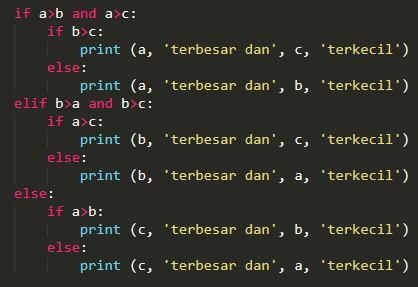 if a>b and a>c:
    if b>c:
        print (a, 'terbesar dan', c, 'terkecil')
    else:
        print (a, 'terbesar dan', b, 'terkecil')
elif b>a and b>c:
    if a>c:
        print (b, 'terbesar dan', c, 'terkecil')
    else:
        print (b, 'terbesar dan', a, 'terkecil')
else:
    if a>b:
        print (c, 'terbesar dan', b, 'terkecil')
    else:
        print (c, 'terbesar dan', a, 'terkecil')